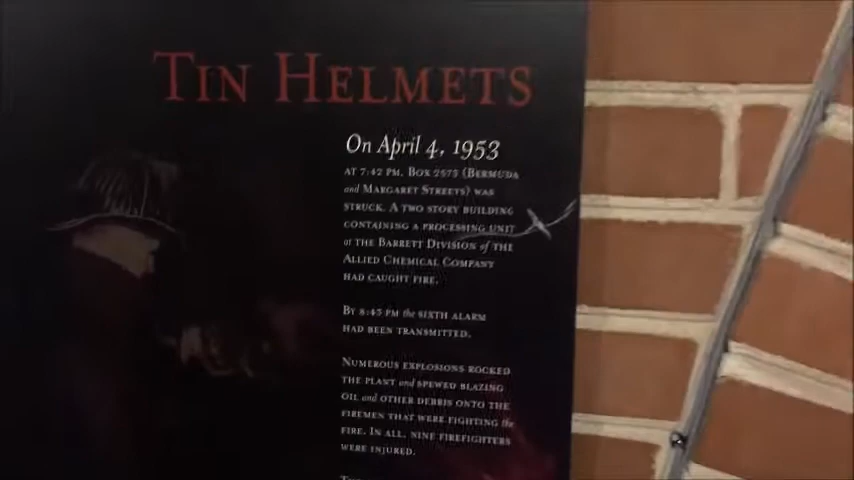 TIN HELMETS
On April 4, 1953
AT 7:42 PM, BOX 2575 (BERMUDA
and MARGARET STREETS) WAS
STRUCK. A TWO STORY BUILDING
CONTAINING A PROCESSING UNIT
at THE BARRETT DIVISION of THE
ALLIED CHEMICAL COMPANY
HAD CAUGHT FIRE.
BY 8:45 PM the SIXTH ALARM
HAD BEEN TRANSMITTED.
NUMEROUS EXPLOSIONS ROCKED
THE PLANT and SPEWED BLAZING
OIL and OTHER DEBRIS ONTO THE
FIREMEN THAT WERE FIGHTING the
FIRE. IN ALL, NINE FIREFIGHTERS
WERE INJURED.